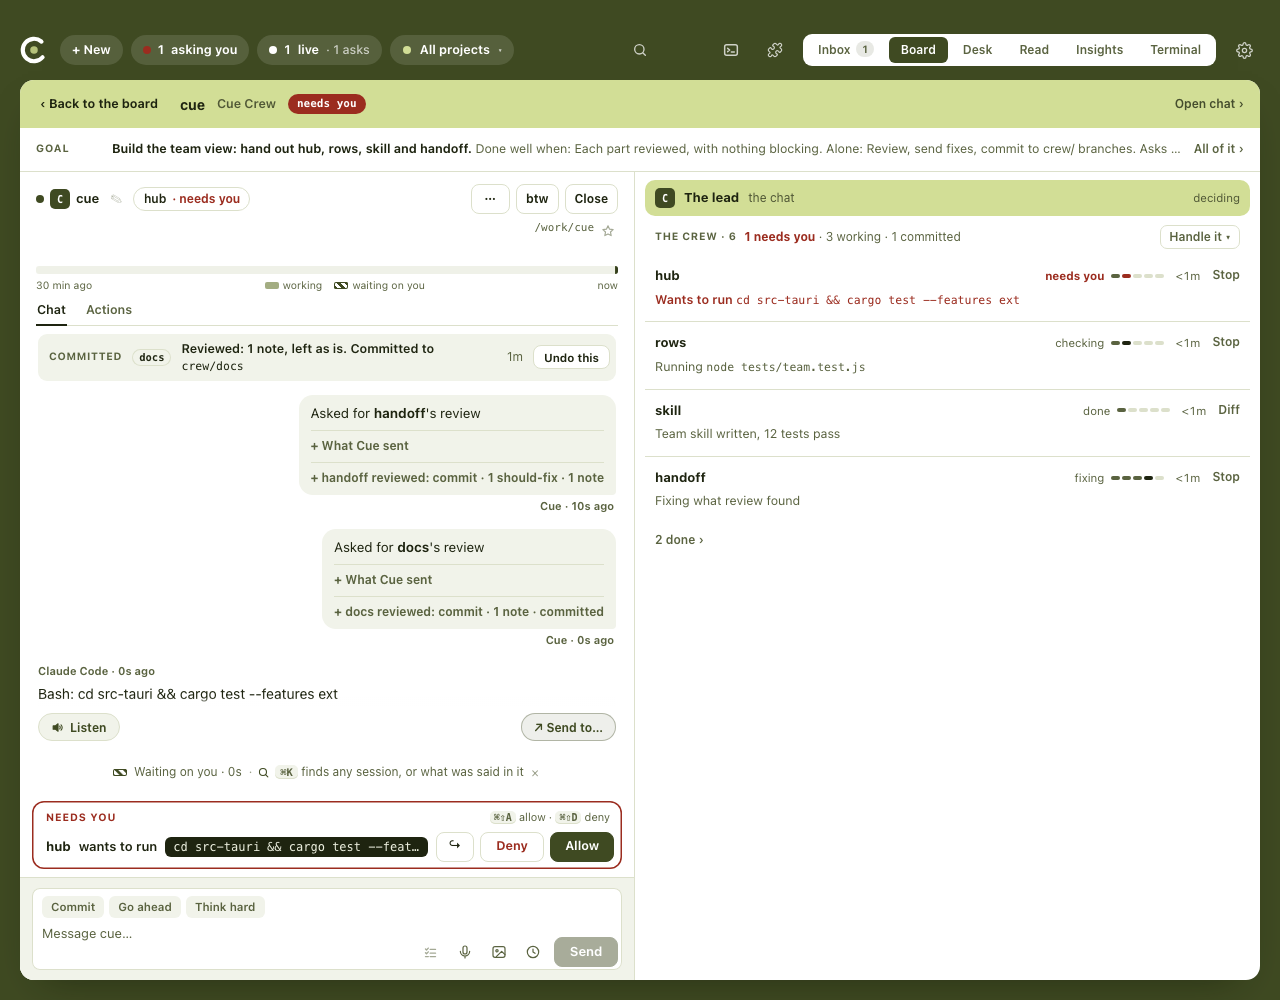 + New
1 asking you
1 live · 1 asks
All projects ·
Inbox 1
Board
Desk
Read
Insights
Terminal
‹ Back to the board
cue
Cue Crew
needs you
Open chat ›
GOAL
Build the team view: hand out hub, rows, skill and handoff. Done well when: Each part reviewed, with nothing blocking. Alone: Review, send fixes, commit to crew/ branches. Asks ...
All of it ›
C
cue
hub · needs you
···
btw
Close
/work/cue
30 min ago
working
waiting on you
now
Chat
Actions
COMMITTED
docs
Reviewed: 1 note, left as is. Committed to
crew/docs
1m
Undo this
Asked for handoff's review
+ What Cue sent
+ handoff reviewed: commit · 1 should-fix · 1 note
Cue · 10s ago
Asked for docs's review
+ What Cue sent
+ docs reviewed: commit · 1 note · committed
Cue · 0s ago
Claude Code · 0s ago
Bash: cd src-tauri && cargo test --features ext
Listen
↗ Send to...
Waiting on you · 0s · ⌘K finds any session, or what was said in it ×
NEEDS YOU
⌘⇧A allow · ⌘⇧D deny
hub wants to run cd src-tauri && cargo test --feat…
↪
Deny
Allow
Commit
Go ahead
Think hard
Message cue...
Send
C
The lead the chat
deciding
THE CREW · 6 1 needs you · 3 working · 1 committed
Handle it ▾
hub
needs you
<1m
Stop
Wants to run cd src-tauri && cargo test --features ext
rows
checking
<1m
Stop
Running node tests/team.test.js
skill
done
<1m
Diff
Team skill written, 12 tests pass
handoff
fixing
<1m
Stop
Fixing what review found
2 done ›